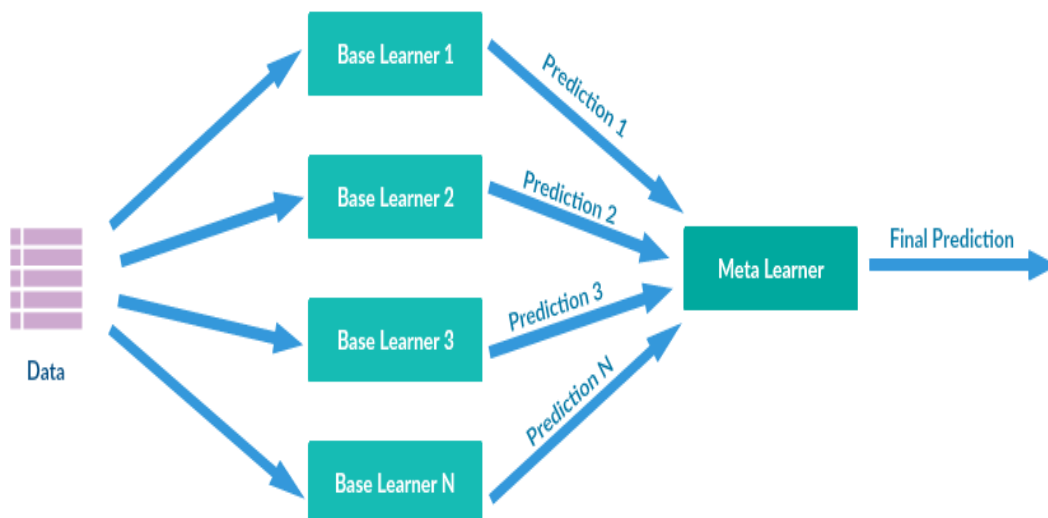 Data
Base Learner 1
Base Learner 2
Base Learner 3
Base Learner N
Prediction 1
Prediction 2
Prediction 3
Prediction N
Meta Learner
Final Prediction